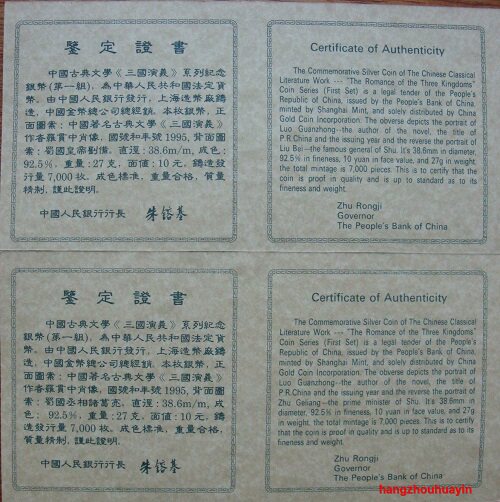 鑒定證書
中國古典文學《三國演義》系列紀念
銀幣(第一組), 為中華人民共和國法定貨
幣。由中國人民銀行發行, 上海造幣廠鑄
造, 中國金幣總公司總經銷。本枚銀幣, 正
面圖案: 中國著名古典文學《三國演義》
作者羅貫中肖像, 國號和年號1995, 背面圖
案: 蜀國皇帝劉備。直徑: 38.6m/m, 成色:
92.5%, 重量: 27克, 面值: 10元, 鑄造發
行量7,000枚。成色標准, 重量合格, 質量
精制, 謹此證明。
中國人民銀行行長 朱鎔基
Certificate of Authenticity
The Commemorative Silver Coin of The Chinese Classical
Literature Work --- "The Romance of the Three Kingdoms"
Coin Series (First Set) is a legal tender of the People's
Republic of China, issued by the People's Bank of China,
minted by Shanghai Mint, and solely distributed by China
Gold Coin Incorporation. The obverse depicts the portrait of
Luo Guanzhong--the author of the novel, the title of
P.R.China and the issuing year and the reverse the portrait of
Liu Bei--the famous general of Shu. It's 38.6mm in diameter,
92.5% in fineness, 10 yuan in face value, and 27g in weight,
the total mintage is 7,000 pieces. This is to certify that the
coin is proof in quality and is up to standard as to its
fineness and weight.
Zhu Rongji
Governor
The People's Bank of China
鑒定證書
中國古典文學《三國演義》系列紀念
銀幣(第一組), 為中華人民共和國法定貨
幣。由中國人民銀行發行, 上海造幣廠鑄
造, 中國金幣總公司總經銷。本枚銀幣, 正
面圖案: 中國著名古典文學《三國演義》
作者羅貫中肖像, 國號和年號1995, 背面圖
案: 蜀國丞相諸葛亮。直徑: 38.6m/m, 成
色: 92.5%, 重量: 27克, 面值: 10元, 鑄
造發行量7,000枚。成色標准, 重量合格,
質量精制, 謹此證明。
中國人民銀行行長 朱鎔基
Certificate of Authenticity
The Commemorative Silver Coin of The Chinese Classical
Literature Work --- "The Romance of the Three Kingdoms"
Coin Series (First Set) is a legal tender of the People's
Republic of China, issued by the People's Bank of China,
minted by Shanghai Mint, and solely distributed by China
Gold Coin Incorporation. The obverse depicts the portrait of
Luo Guanzhong--the author of the novel, the title of
P.R.China and the issuing year and the reverse the portrait of
Zhu Geliang--the prime minister of Shu. It's 38.6mm in
diameter, 92.5% in fineness, 10 yuan in face value, and 27g in
weight, the total mintage is 7,000 pieces. This is to certify
that the coin is proof in quality and is up to standard as to its
fineness and weight.
Zhu Rongji
Governor
The People's Bank of China
hangzhouhuayin